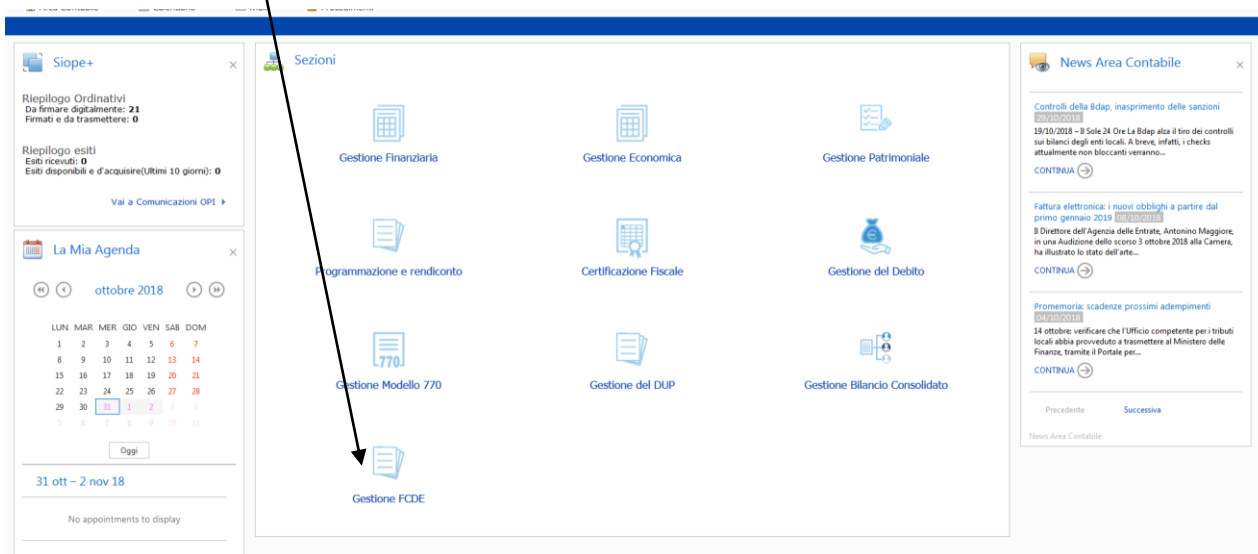 Siope+
Riepilogo Ordinativi
Da firmare digitalmente: 21
Firmati e da trasmettere: 0
Riepilogo esiti
Esiti ricevuti: 0
Esiti disponibili e d'acquisire(Ultimi 10 giorni): 0
Vai a Comunicazioni OPI
La Mia Agenda
ottobre 2018
LUN MAR MER GIO VEN SAB DOM
1 2 3 4 5 6 7
8 9 10 11 12 13 14
15 16 17 18 19 20 21
22 23 24 25 26 27 28
29 30 31 1 2 3 4
5 6 7 8 9 10 11
Oggi
31 ott – 2 nov 18
No appointments to display
Sezioni
Gestione Finanziaria
Gestione Economica
Gestione Patrimoniale
Programmazione e rendiconto
Certificazione Fiscale
Gestione del Debito
770
Gestione Modello 770
Gestione del DUP
Gestione Bilancio Consolidato
Gestione FCDE
News Area Contabile
Controlli della Bdap, inasprimento delle sanzioni
29/10/2018
19/10/2018 – Il Sole 24 Ore La Bdap alza il tiro dei controlli
sui bilanci degli enti locali. A breve, infatti, i checks
attualmente non bloccanti verranno...
CONTINUA
Fattura elettronica: i nuovi obblighi a partire dal
primo gennaio 2019 08/10/2018
Il Direttore dell'Agenzia delle Entrate, Antonino Maggiore,
in una Audizione dello scorso 3 ottobre 2018 alla Camera,
ha illustrato lo stato dell'arte...
CONTINUA
Promemoria: scadenze prossimi adempimenti
04/10/2018
14 ottobre: verificare che l'Ufficio competente per i tributi
locali abbia provveduto a trasmettere al Ministero delle
Finanze, tramite il Portale per...
CONTINUA
Precedente Successiva
News Area Contabile